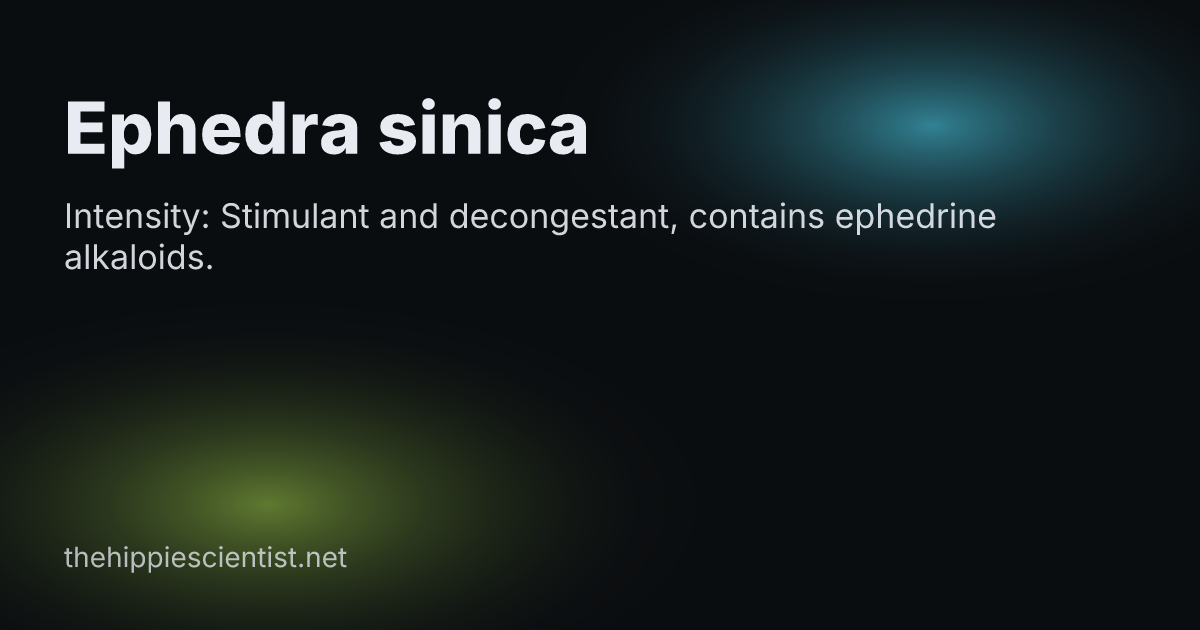 Ephedra sinica
Intensity: Stimulant and decongestant, contains ephedrine
alkaloids.
thehippiescientist.net